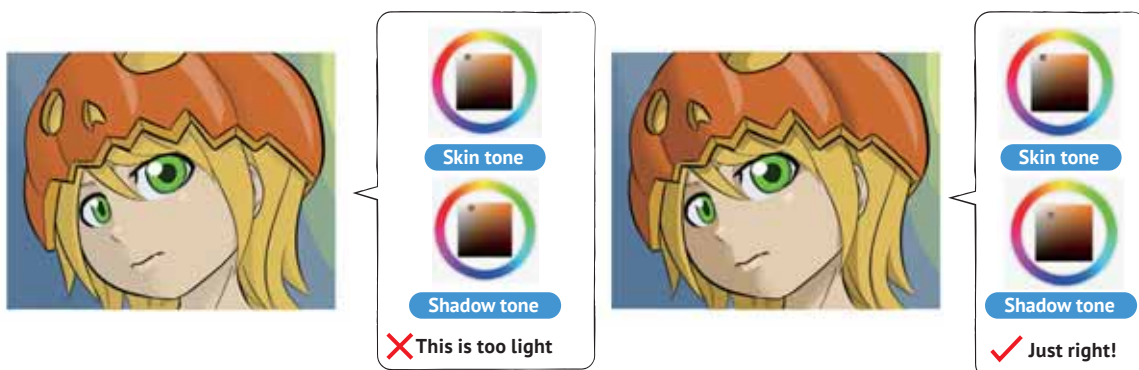 Skin tone
Shadow tone
This is too light
Skin tone
Shadow tone
Just right!